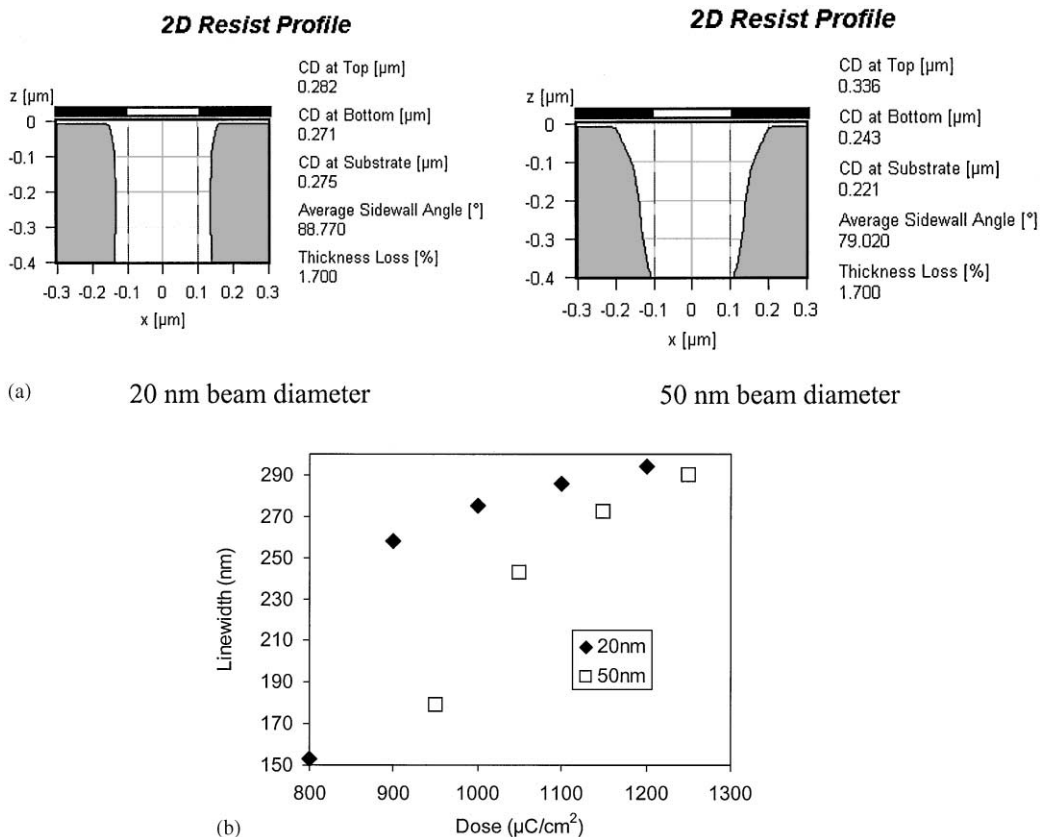 2D Resist Profile
CD at Top [µm]
0.282
CD at Bottom [µm]
0.271
CD at Substrate [µm]
0.275
Average Sidewall Angle [°]
88.770
Thickness Loss [%]
1.700
z [µm]
0
-0.1
-0.2
-0.3
-0.4
-0.3 -0.2 -0.1 0 0.1 0.2 0.3
x [µm]
2D Resist Profile
CD at Top [µm]
0.336
CD at Bottom [µm]
0.243
CD at Substrate [µm]
0.221
Average Sidewall Angle [°]
79.020
Thickness Loss [%]
1.700
z [µm]
0
-0.1
-0.2
-0.3
-0.4
-0.3 -0.2 -0.1 0 0.1 0.2 0.3
x [µm]
(a)
20 nm beam diameter
50 nm beam diameter
Linewidth (nm)
290
270
250
230
210
190
170
150
20nm
50nm
800 900 1000 1100 1200 1300
Dose (µC/cm²)
(b)